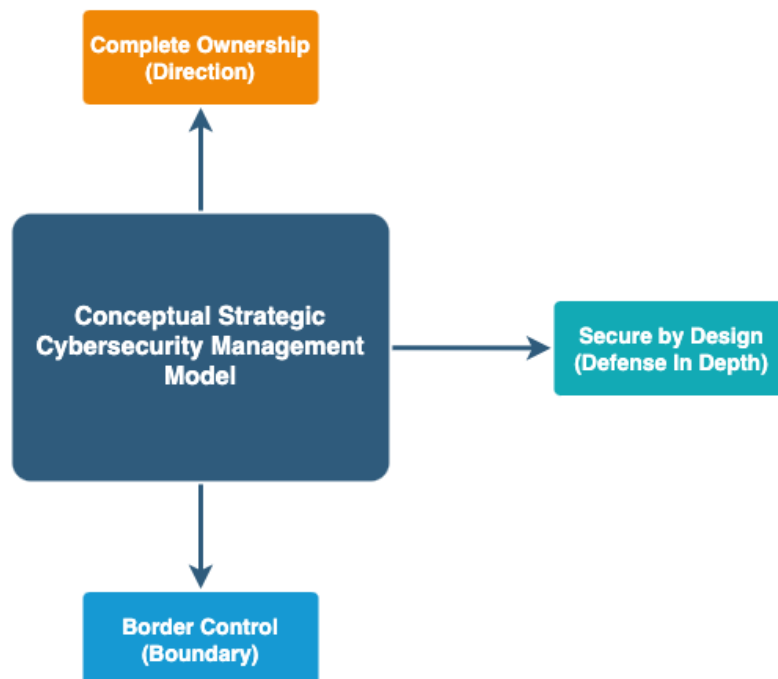 Complete Ownership
(Direction)
Conceptual Strategic
Cybersecurity Management
Model
Secure by Design
(Defense In Depth)
Border Control
(Boundary)